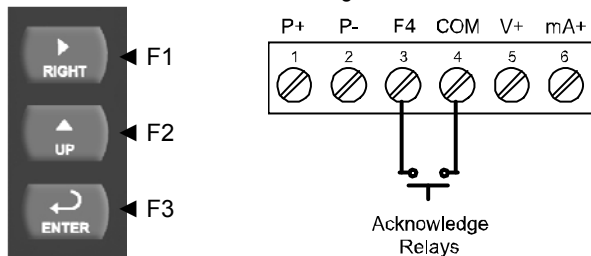 RIGHT
F1
UP
F2
ENTER
F3
P+ P- F4 COM V+ mA+
1 2 3 4 5 6
Acknowledge
Relays